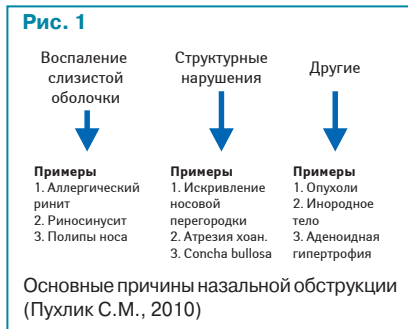 Рис. 1
Воспаление
слизистой
оболочки
Структурные
нарушения
Другие
Примеры
1. Аллергический
ринит
2. Риносинусит
3. Полипы носа
Примеры
1. Искривление
носовой
перегородки
2. Атрезия хоан.
3. Concha bullosa
Примеры
1. Опухоли
2. Инородное
тело
3. Аденоидная
гипертрофия
Основные причины назальной обструкции
(Пухлик С.М., 2010)